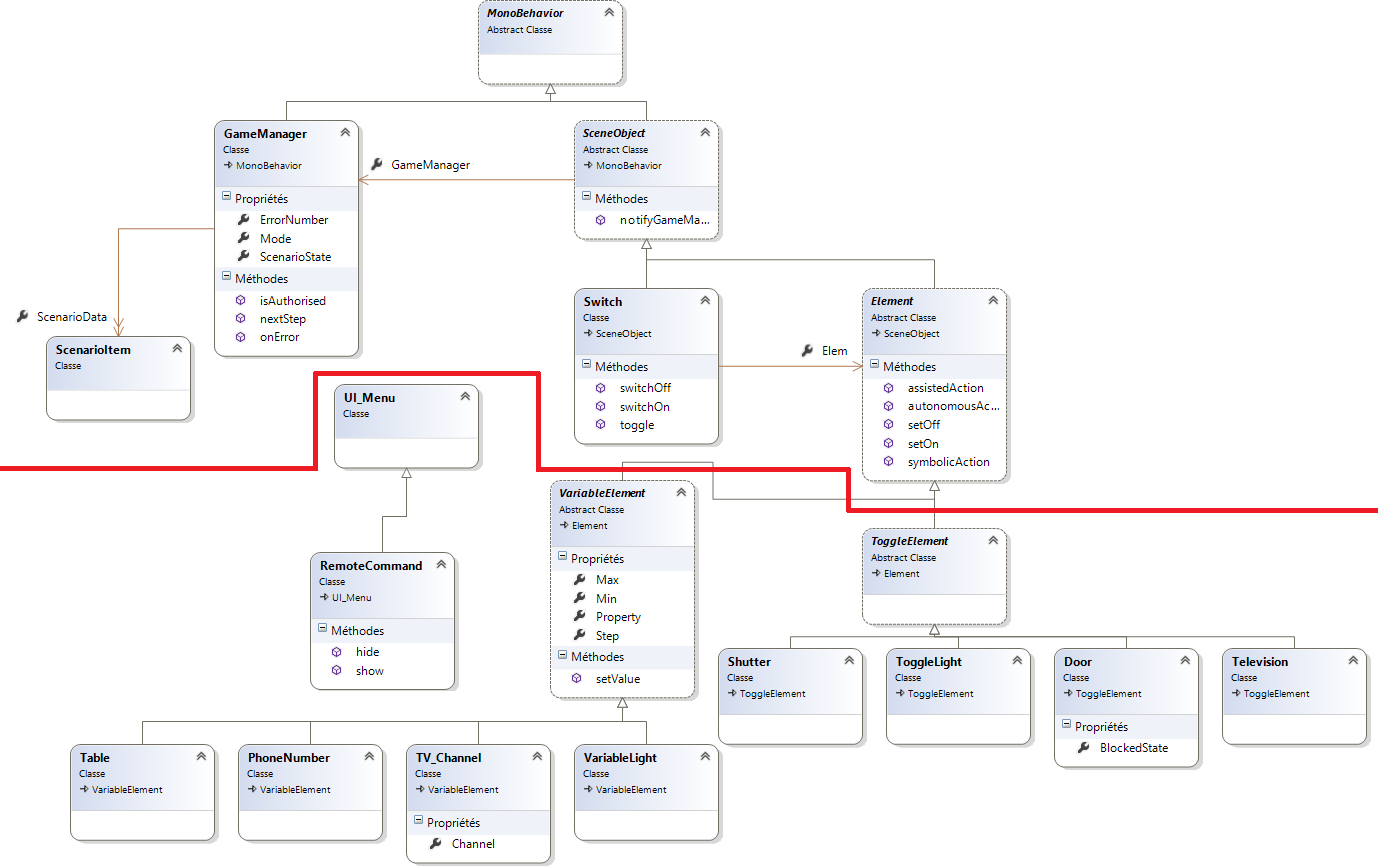 MonoBehavior
Abstract Classe
GameManager
Classe
MonoBehavior
Propriétés
ErrorNumber
Mode
ScenarioState
Méthodes
isAuthorised
nextStep
onError
GameManager
SceneObject
Abstract Classe
MonoBehavior
Méthodes
notifyGameMa...
ScenarioData
ScenarioItem
Classe
Switch
Classe
SceneObject
Méthodes
switchOff
switchOn
toggle
Elem
Element
Abstract Classe
SceneObject
Méthodes
assistedAction
autonomousAc...
setOff
setOn
symbolicAction
UI_Menu
Classe
RemoteCommand
Classe
UI_Menu
Méthodes
hide
show
VariableElement
Abstract Classe
Element
Propriétés
Max
Min
Property
Step
Méthodes
setValue
ToggleElement
Abstract Classe
Element
Shutter
Classe
ToggleElement
ToggleLight
Classe
ToggleElement
Door
Classe
ToggleElement
Propriétés
BlockedState
Television
Classe
ToggleElement
Table
Classe
VariableElement
PhoneNumber
Classe
VariableElement
TV_Channel
Classe
VariableElement
Propriétés
Channel
VariableLight
Classe
VariableElement